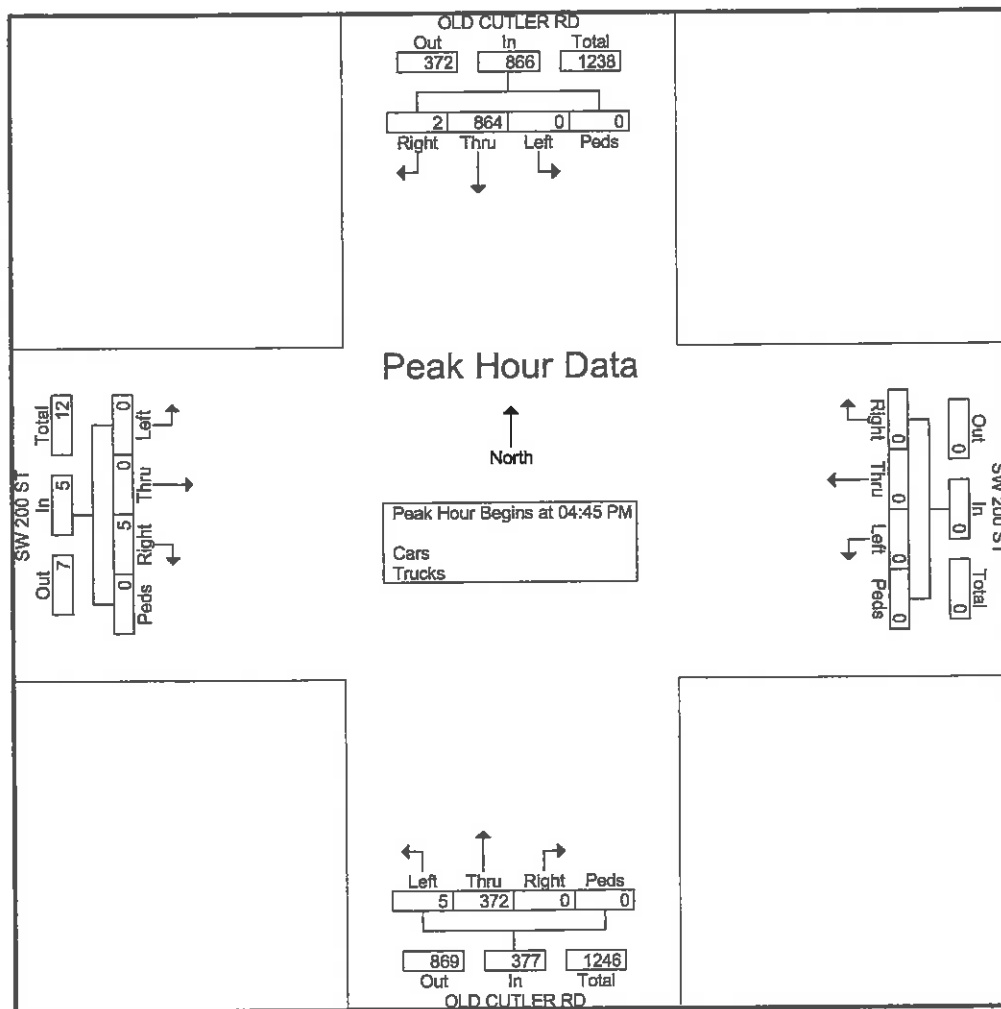 OLD CUTLER RD
Out In Total
372 866 1238
2 864 0 0
Right Thru Left Peds
Peak Hour Data
North
Peak Hour Begins at 04:45 PM
Cars
Trucks
SW 200 ST
Total In Out
12 5 7
0 0 5 0
Left Thru Right Peds
Right Thru Left Peds
0 0 0 0
Out In Total
0 0 0
SW 200 ST
Left Thru Right Peds
5 372 0 0
869 377 1246
Out In Total
OLD CUTLER RD